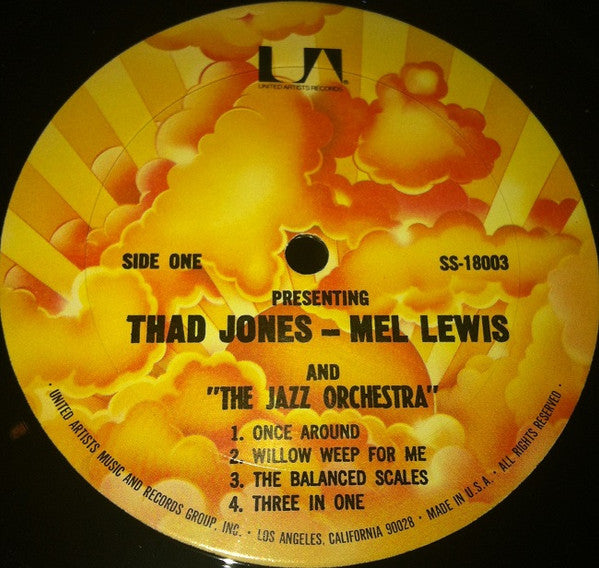 UA®
UNITED ARTISTS RECORDS
SIDE ONE
SS-18003
PRESENTING
THAD JONES – MEL LEWIS
AND
"THE JAZZ ORCHESTRA"
1. ONCE AROUND
2. WILLOW WEEP FOR ME
3. THE BALANCED SCALES
4. THREE IN ONE
· UNITED ARTISTS MUSIC AND RECORDS GROUP, INC. · LOS ANGELES, CALIFORNIA 90028 · MADE IN U.S.A. · ALL RIGHTS RESERVED ·